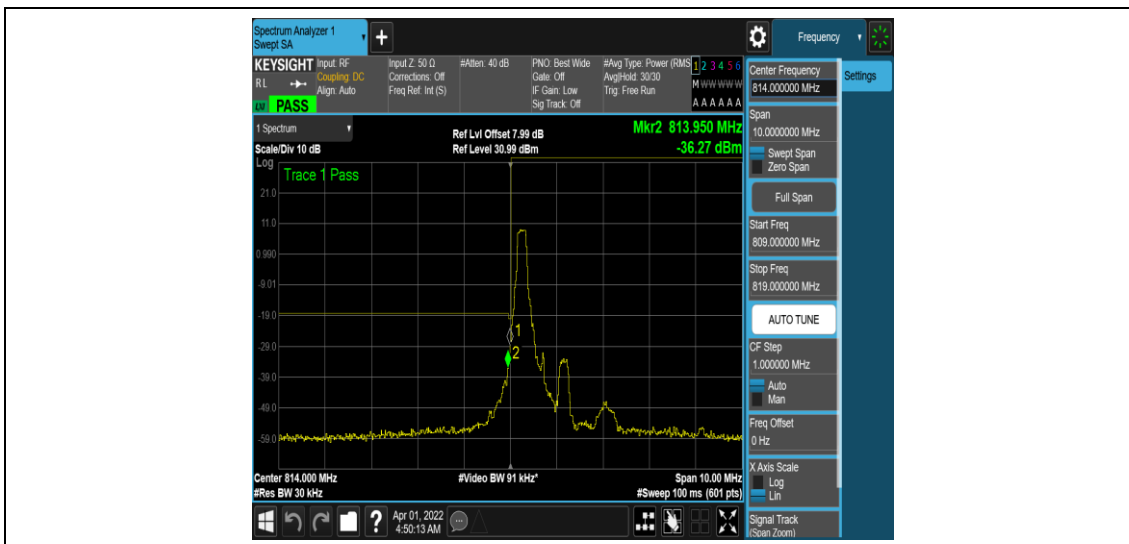 Spectrum Analyzer 1
Swept SA
+
Frequency
KEYSIGHT
RL
LXI
PASS
Input: RF
Coupling: DC
Align: Auto
Input Z: 50 Ω
Corrections: Off
Freq Ref: Int (S)
#Atten: 40 dB
PNO: Best Wide
Gate: Off
IF Gain: Low
Sig Track: Off
#Avg Type: Power (RMS
Avg|Hold: 30/30
Trig: Free Run
1 2 3 4 5 6
M W W W W W
A A A A A A
1 Spectrum
Scale/Div 10 dB
Ref Lvl Offset 7.99 dB
Ref Level 30.99 dBm
Mkr2 813.950 MHz
-36.27 dBm
Log
Trace 1 Pass
21.0
11.0
0.990
-9.01
-19.0
-29.0
-39.0
-49.0
-59.0
1
2
Center 814.000 MHz
#Res BW 30 kHz
#Video BW 91 kHz*
Span 10.00 MHz
#Sweep 100 ms (601 pts)
Center Frequency
814.000000 MHz
Settings
Span
10.0000000 MHz
Swept Span
Zero Span
Full Span
Start Freq
809.000000 MHz
Stop Freq
819.000000 MHz
AUTO TUNE
CF Step
1.000000 MHz
Auto
Man
Freq Offset
0 Hz
X Axis Scale
Log
Lin
Signal Track
(Span Zoom)
?
Apr 01, 2022
4:50:13 AM